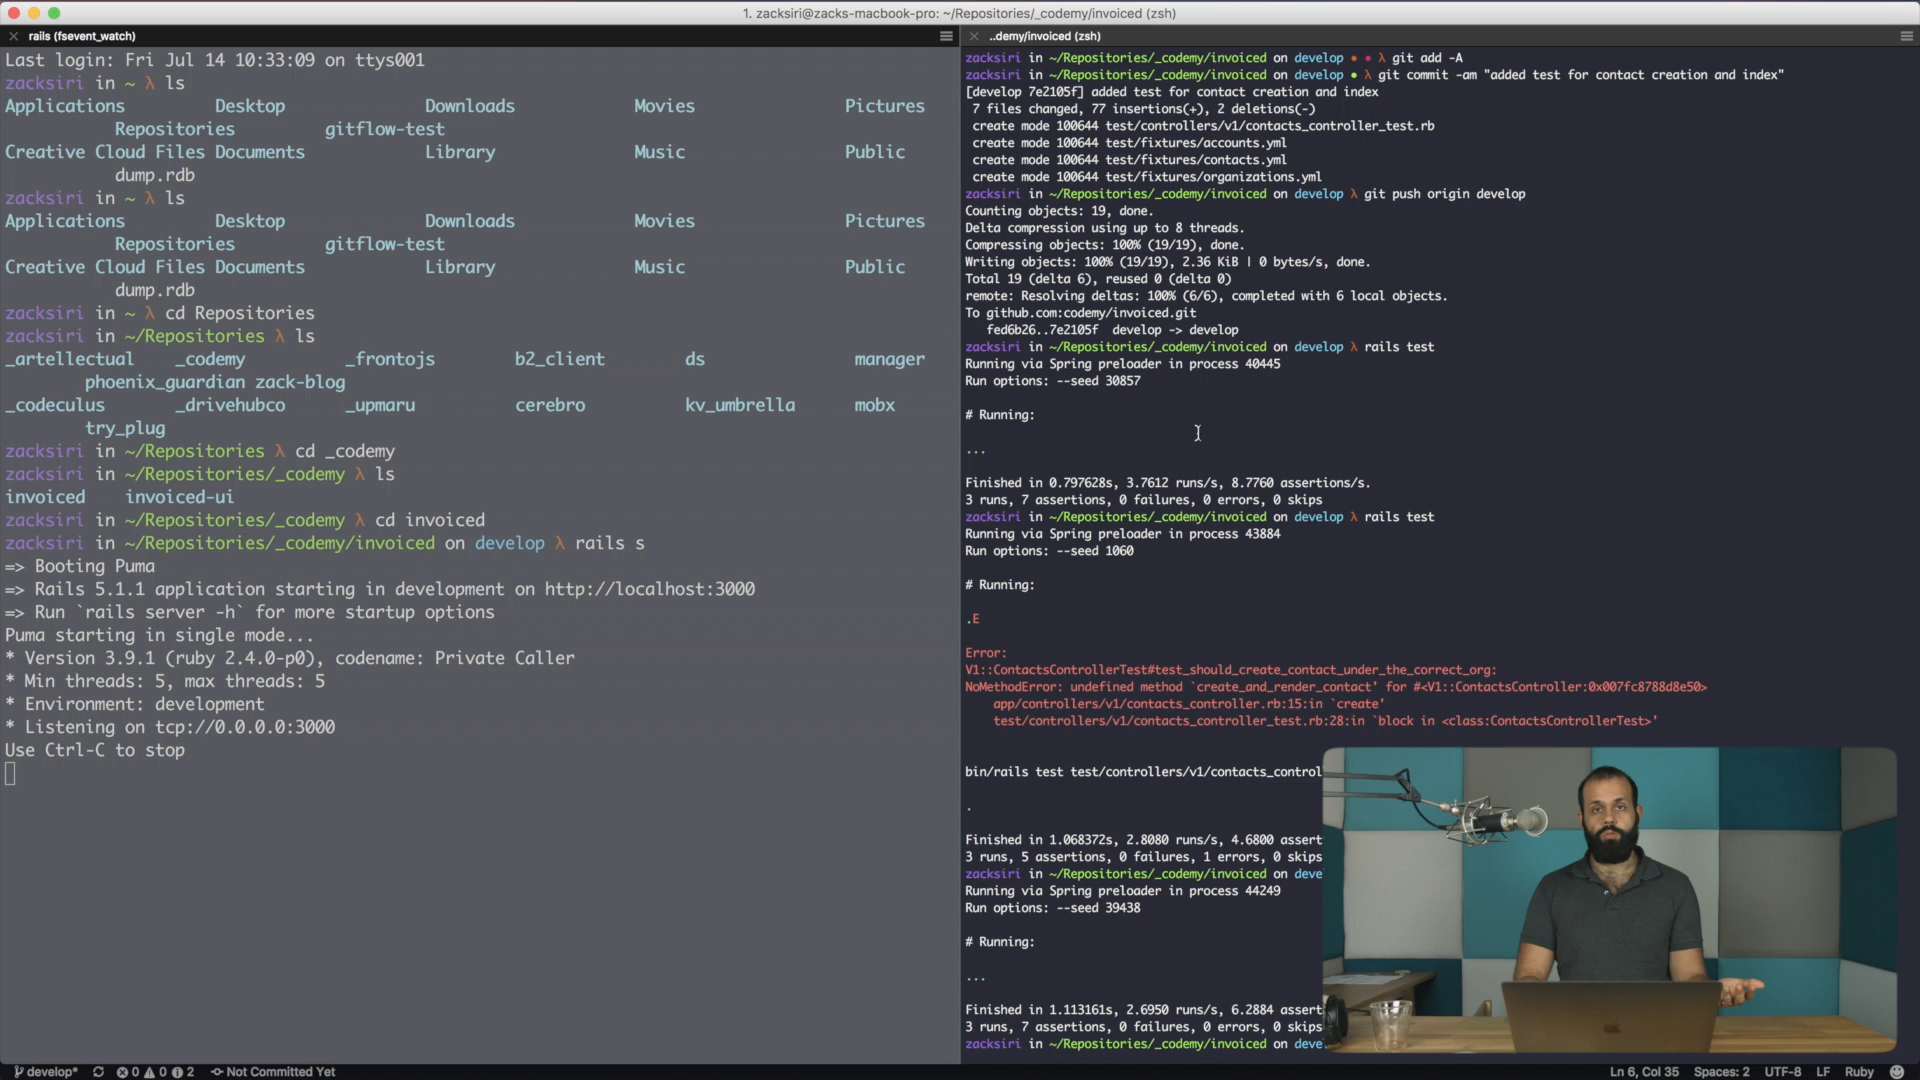 1. zacksiri@zacks-macbook-pro: ~/Repositories/_codemy/invoiced (zsh)
rails (fsevent_watch)
Last login: Fri Jul 14 10:33:09 on ttys001
zacksiri in ~ λ ls
Applications Desktop Downloads Movies Pictures
Repositories gitflow-test
Creative Cloud Files Documents Library Music Public
dump.rdb
zacksiri in ~ λ ls
Applications Desktop Downloads Movies Pictures
Repositories gitflow-test
Creative Cloud Files Documents Library Music Public
dump.rdb
zacksiri in ~ λ cd Repositories
zacksiri in ~/Repositories λ ls
_artellectual _codemy _frontojs b2_client ds manager
phoenix_guardian zack-blog
_codeculus _drivehubco _upmaru cerebro kv_umbrella mobx
try_plug
zacksiri in ~/Repositories λ cd _codemy
zacksiri in ~/Repositories/_codemy λ ls
invoiced invoiced-ui
zacksiri in ~/Repositories/_codemy λ cd invoiced
zacksiri in ~/Repositories/_codemy/invoiced on develop λ rails s
=> Booting Puma
=> Rails 5.1.1 application starting in development on http://localhost:3000
=> Run `rails server -h` for more startup options
Puma starting in single mode...
* Version 3.9.1 (ruby 2.4.0-p0), codename: Private Caller
* Min threads: 5, max threads: 5
* Environment: development
* Listening on tcp://0.0.0.0:3000
Use Ctrl-C to stop
..demy/invoiced (zsh)
zacksiri in ~/Repositories/_codemy/invoiced on develop • • λ git add -A
zacksiri in ~/Repositories/_codemy/invoiced on develop • λ git commit -am "added test for contact creation and index"
[develop 7e2105f] added test for contact creation and index
7 files changed, 77 insertions(+), 2 deletions(-)
create mode 100644 test/controllers/v1/contacts_controller_test.rb
create mode 100644 test/fixtures/accounts.yml
create mode 100644 test/fixtures/contacts.yml
create mode 100644 test/fixtures/organizations.yml
zacksiri in ~/Repositories/_codemy/invoiced on develop λ git push origin develop
Counting objects: 19, done.
Delta compression using up to 8 threads.
Compressing objects: 100% (19/19), done.
Writing objects: 100% (19/19), 2.36 KiB | 0 bytes/s, done.
Total 19 (delta 6), reused 0 (delta 0)
remote: Resolving deltas: 100% (6/6), completed with 6 local objects.
To github.com:codemy/invoiced.git
fed6b26..7e2105f develop -> develop
zacksiri in ~/Repositories/_codemy/invoiced on develop λ rails test
Running via Spring preloader in process 40445
Run options: --seed 30857
# Running:
...
Finished in 0.797628s, 3.7612 runs/s, 8.7760 assertions/s.
3 runs, 7 assertions, 0 failures, 0 errors, 0 skips
zacksiri in ~/Repositories/_codemy/invoiced on develop λ rails test
Running via Spring preloader in process 43884
Run options: --seed 1060
# Running:
.E
Error:
V1::ContactsControllerTest#test_should_create_contact_under_the_correct_org:
NoMethodError: undefined method `create_and_render_contact' for #<V1::ContactsController:0x007fc8788d8e50>
app/controllers/v1/contacts_controller.rb:15:in `create'
test/controllers/v1/contacts_controller_test.rb:28:in `block in <class:ContactsControllerTest>'
bin/rails test test/controllers/v1/contacts_control
.
Finished in 1.068372s, 2.8080 runs/s, 4.6800 assert
3 runs, 5 assertions, 0 failures, 1 errors, 0 skips
zacksiri in ~/Repositories/_codemy/invoiced on deve
Running via Spring preloader in process 44249
Run options: --seed 39438
# Running:
...
Finished in 1.113161s, 2.6950 runs/s, 6.2884 assert
3 runs, 7 assertions, 0 failures, 0 errors, 0 skips
zacksiri in ~/Repositories/_codemy/invoiced on deve
develop* 0 0 2 Not Committed Yet Ln 6, Col 35 Spaces: 2 UTF-8 LF Ruby